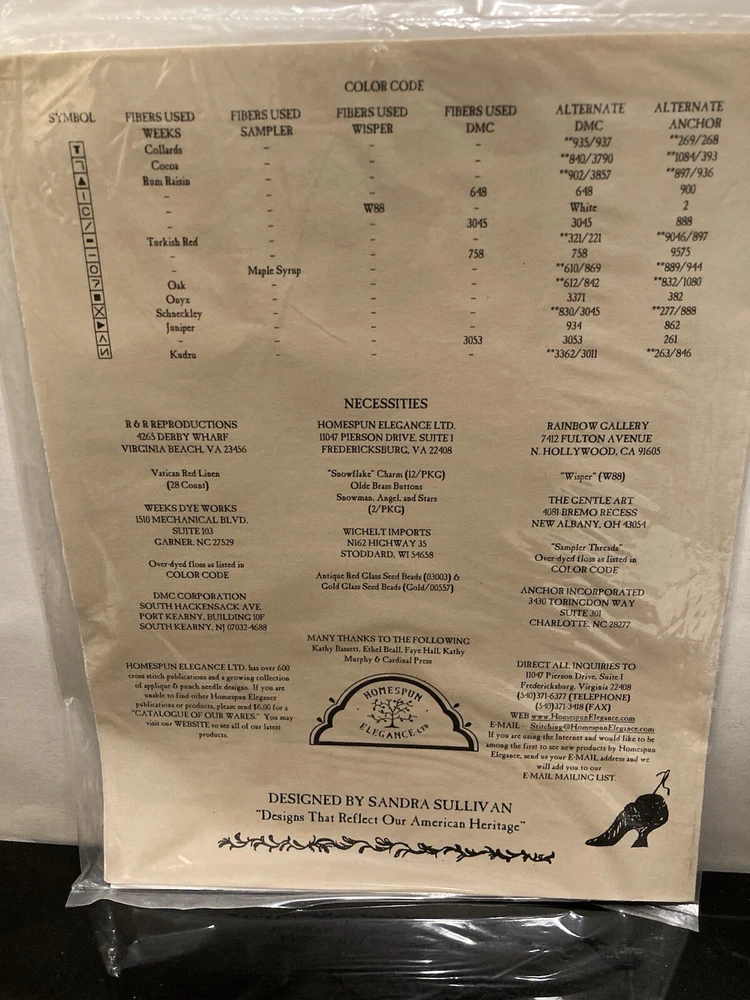 COLOR CODE
SYMBOL FIBERS USED FIBERS USED FIBERS USED FIBERS USED ALTERNATE ALTERNATE
WEEKS SAMPLER WISPER DMC DMC ANCHOR
Collards - - - **935/937 **269/268
Cocoa - - - **840/3790 **1084/393
Rum Raisin - - - **902/3857 **897/936
- - - 648 648 900
- - W88 - White 2
- - - 3045 3045 888
Turkish Red - - - **321/221 **9046/897
- - - 758 758 9575
- Maple Syrup - - **610/869 **889/944
Oak - - - **612/842 **832/1080
Onyx - - - 3371 382
Schneckley - - - **830/3045 **277/888
Juniper - - - 934 862
- - - 3053 3053 261
Kudzu - - - **3362/3011 **263/846
NECESSITIES
R & R REPRODUCTIONS
4265 DERBY WHARF
VIRGINIA BEACH, VA 23456
Vatican Red Linen
(28 Count)
WEEKS DYE WORKS
1510 MECHANICAL BLVD.
SUITE 103
GARNER, NC 27529
Over-dyed floss as listed in
COLOR CODE
DMC CORPORATION
SOUTH HACKENSACK AVE.
PORT KEARNY, BUILDING 10F
SOUTH KEARNY, NJ 07032-4688
HOMESPUN ELEGANCE LTD.
11047 PIERSON DRIVE, SUITE I
FREDERICKSBURG, VA 22408
"Snowflake" Charm (12/PKG)
Olde Brass Buttons
Snowman, Angel, and Stars
(2/PKG)
WICHELT IMPORTS
N162 HIGHWAY 35
STODDARD, WI 54658
Antique Red Glass Seed Beads (03003) &
Gold Glass Seed Beads (Gold/00557)
RAINBOW GALLERY
7412 FULTON AVENUE
N. HOLLYWOOD, CA 91605
"Wisper" (W88)
THE GENTLE ART
4081 BREMO RECESS
NEW ALBANY, OH 43054
"Sampler Threads"
Over-dyed floss as listed in
COLOR CODE
ANCHOR INCORPORATED
3430 TORINGDON WAY
SUITE 301
CHARLOTTE, NC 28277
MANY THANKS TO THE FOLLOWING
Kathy Bassett, Ethel Beall, Faye Hall, Kathy
Murphy & Cardinal Press
HOMESPUN ELEGANCE LTD. has over 600
cross stitch publications and a growing collection
of applique & punch needle designs. If you are
unable to find other Homespun Elegance
publications or products, please send $6.00 for a
"CATALOGUE OF OUR WARES." You may
visit our WEBSITE to see all of our latest
products.
HOMESPUN
ELEGANCE, LTD
DIRECT ALL INQUIRIES TO
11047 Pierson Drive, Suite I
Fredericksburg, Virginia 22408
(540)371-6377 (TELEPHONE)
(540)371-3418 (FAX)
WEB www.HomespunElegance.com
E-MAIL - Stitching@HomespunElegance.com
If you are using the Internet and would like to be
among the first to see new products by Homespun
Elegance, send us your E-MAIL address and we
will add you to our
E-MAIL MAILING LIST.
DESIGNED BY SANDRA SULLIVAN
"Designs That Reflect Our American Heritage"